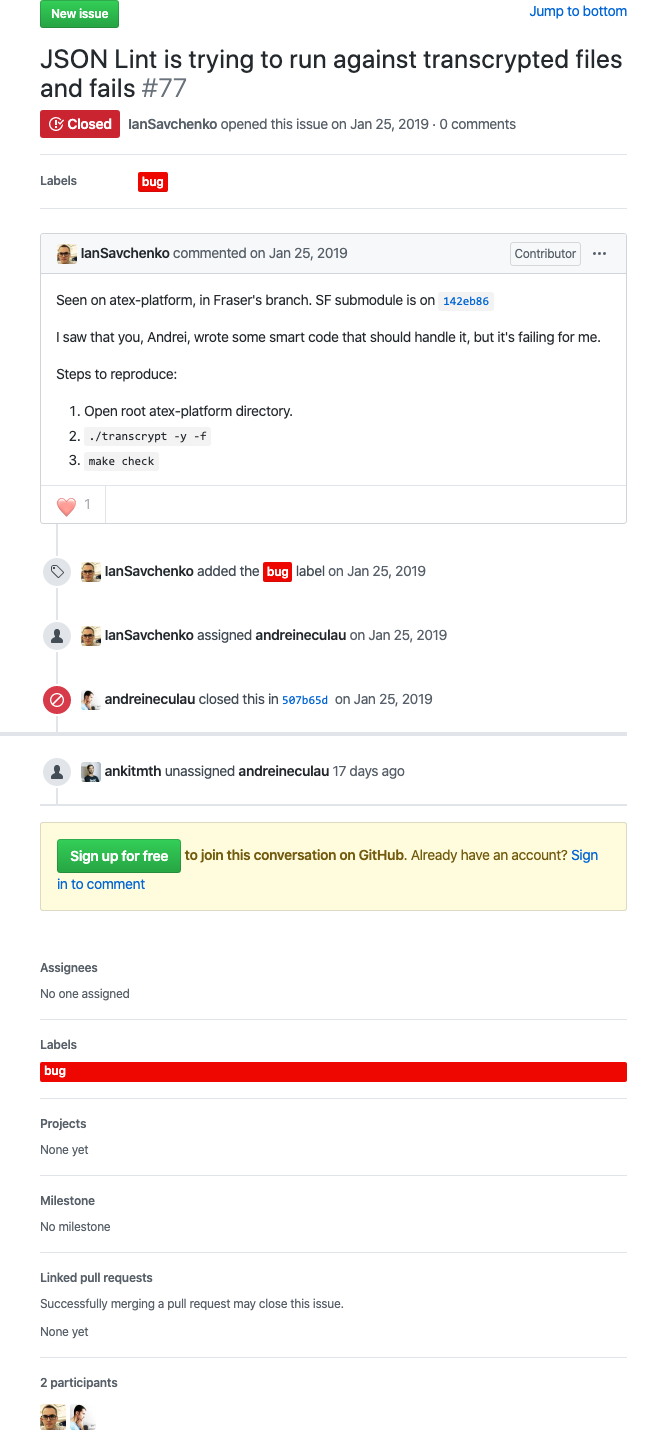 New issue
Jump to bottom
JSON Lint is trying to run against transcrypted files
and fails #77
Closed IanSavchenko opened this issue on Jan 25, 2019 · 0 comments
Labels bug
IanSavchenko commented on Jan 25, 2019 Contributor ···
Seen on atex-platform, in Fraser's branch. SF submodule is on 142eb86
I saw that you, Andrei, wrote some smart code that should handle it, but it's failing for me.
Steps to reproduce:
1. Open root atex-platform directory.
2. ./transcrypt -y -f
3. make check
1
IanSavchenko added the bug label on Jan 25, 2019
IanSavchenko assigned andreineculau on Jan 25, 2019
andreineculau closed this in 507b65d on Jan 25, 2019
ankitmth unassigned andreineculau 17 days ago
Sign up for free to join this conversation on GitHub. Already have an account? Sign
in to comment
Assignees
No one assigned
Labels
bug
Projects
None yet
Milestone
No milestone
Linked pull requests
Successfully merging a pull request may close this issue.
None yet
2 participants